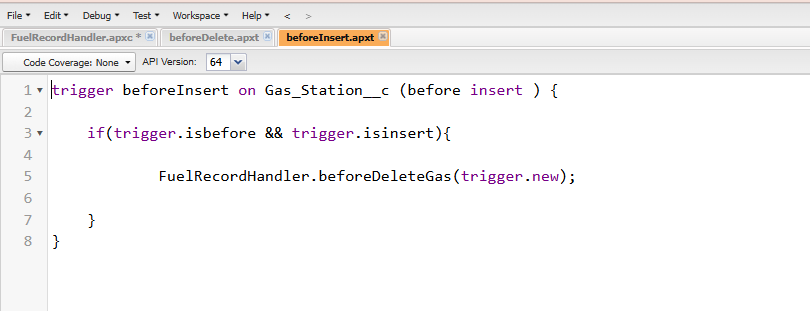 File Edit Debug Test Workspace Help < >
FuelRecordHandler.apxc * beforeDelete.apxt beforeInsert.apxt
Code Coverage: None API Version: 64
1 trigger beforeInsert on Gas_Station__c (before insert ) {
2
3 if(trigger.isbefore && trigger.isinsert){
4
5 FuelRecordHandler.beforeDeleteGas(trigger.new);
6
7 }
8 }